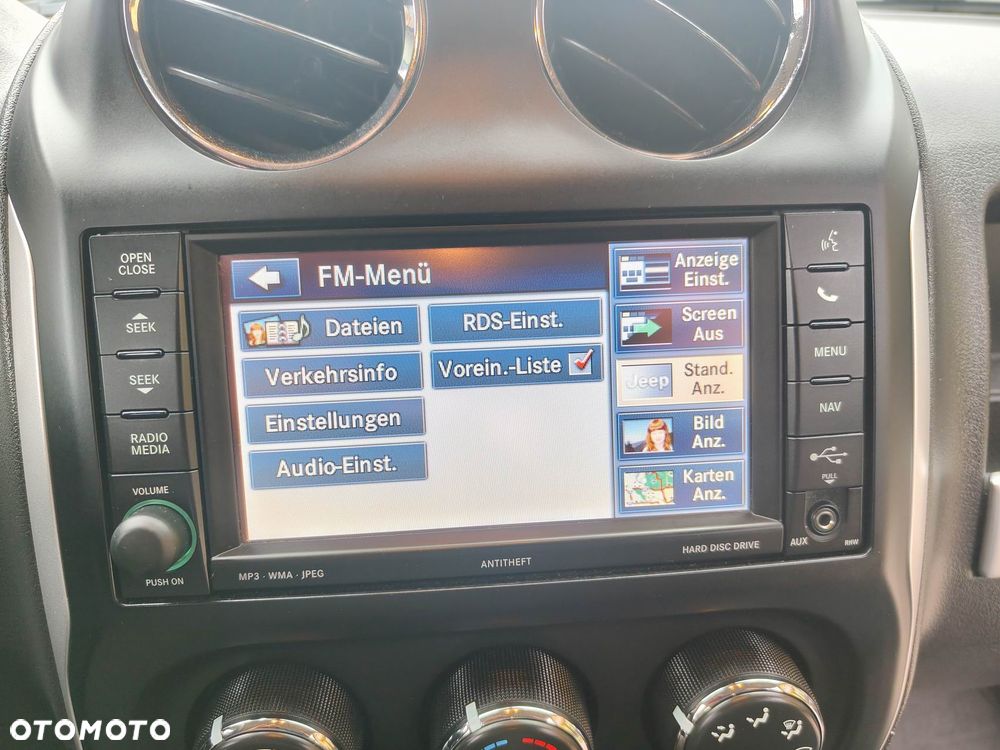 OPEN
CLOSE
SEEK
SEEK
RADIO
MEDIA
VOLUME
PUSH ON
FM-Menü
Dateien
Verkehrsinfo
Einstellungen
Audio-Einst.
RDS-Einst.
Vorein.-Liste
Anzeige
Einst.
Screen
Aus
Jeep
Stand.
Anz.
Bild
Anz.
Karten
Anz.
MENU
NAV
PULL
AUX
RHW
MP3 · WMA · JPEG
ANTITHEFT
HARD DISC DRIVE
OTOMOTO